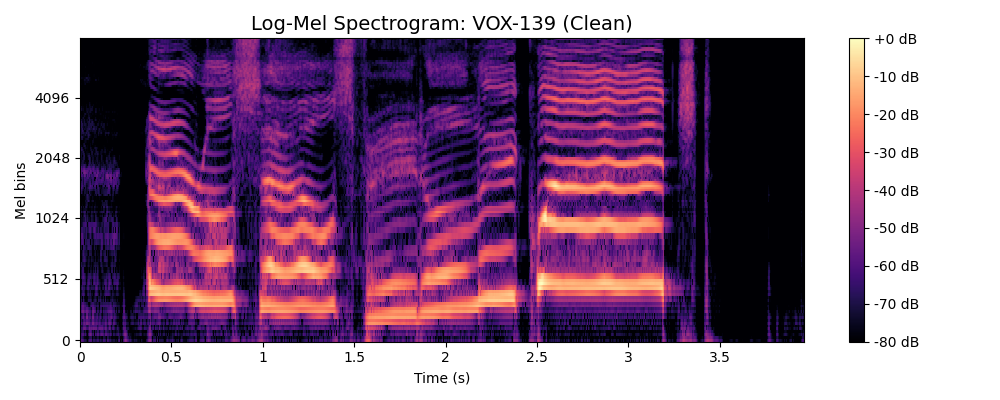 Log-Mel Spectrogram: VOX-139 (Clean)
Mel bins
4096
2048
1024
512
0
0 0.5 1 1.5 2 2.5 3 3.5
Time (s)
+0 dB
-10 dB
-20 dB
-30 dB
-40 dB
-50 dB
-60 dB
-70 dB
-80 dB